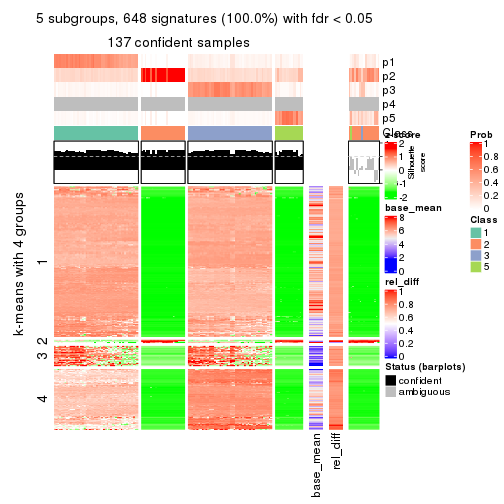 5 subgroups, 648 signatures (100.0%) with fdr < 0.05
137 confident samples
p1
p2
p3
p4
p5
Class
z-score
2
1
0
-1
-2
Silhouette
score
base_mean
8
6
4
2
0
rel_diff
1
0.8
0.6
0.4
0.2
0
Status (barplots)
confident
ambiguous
Prob
1
0.8
0.6
0.4
0.2
0
Class
1
2
3
5
k-means with 4 groups
1
2
3
4
base_mean
rel_diff